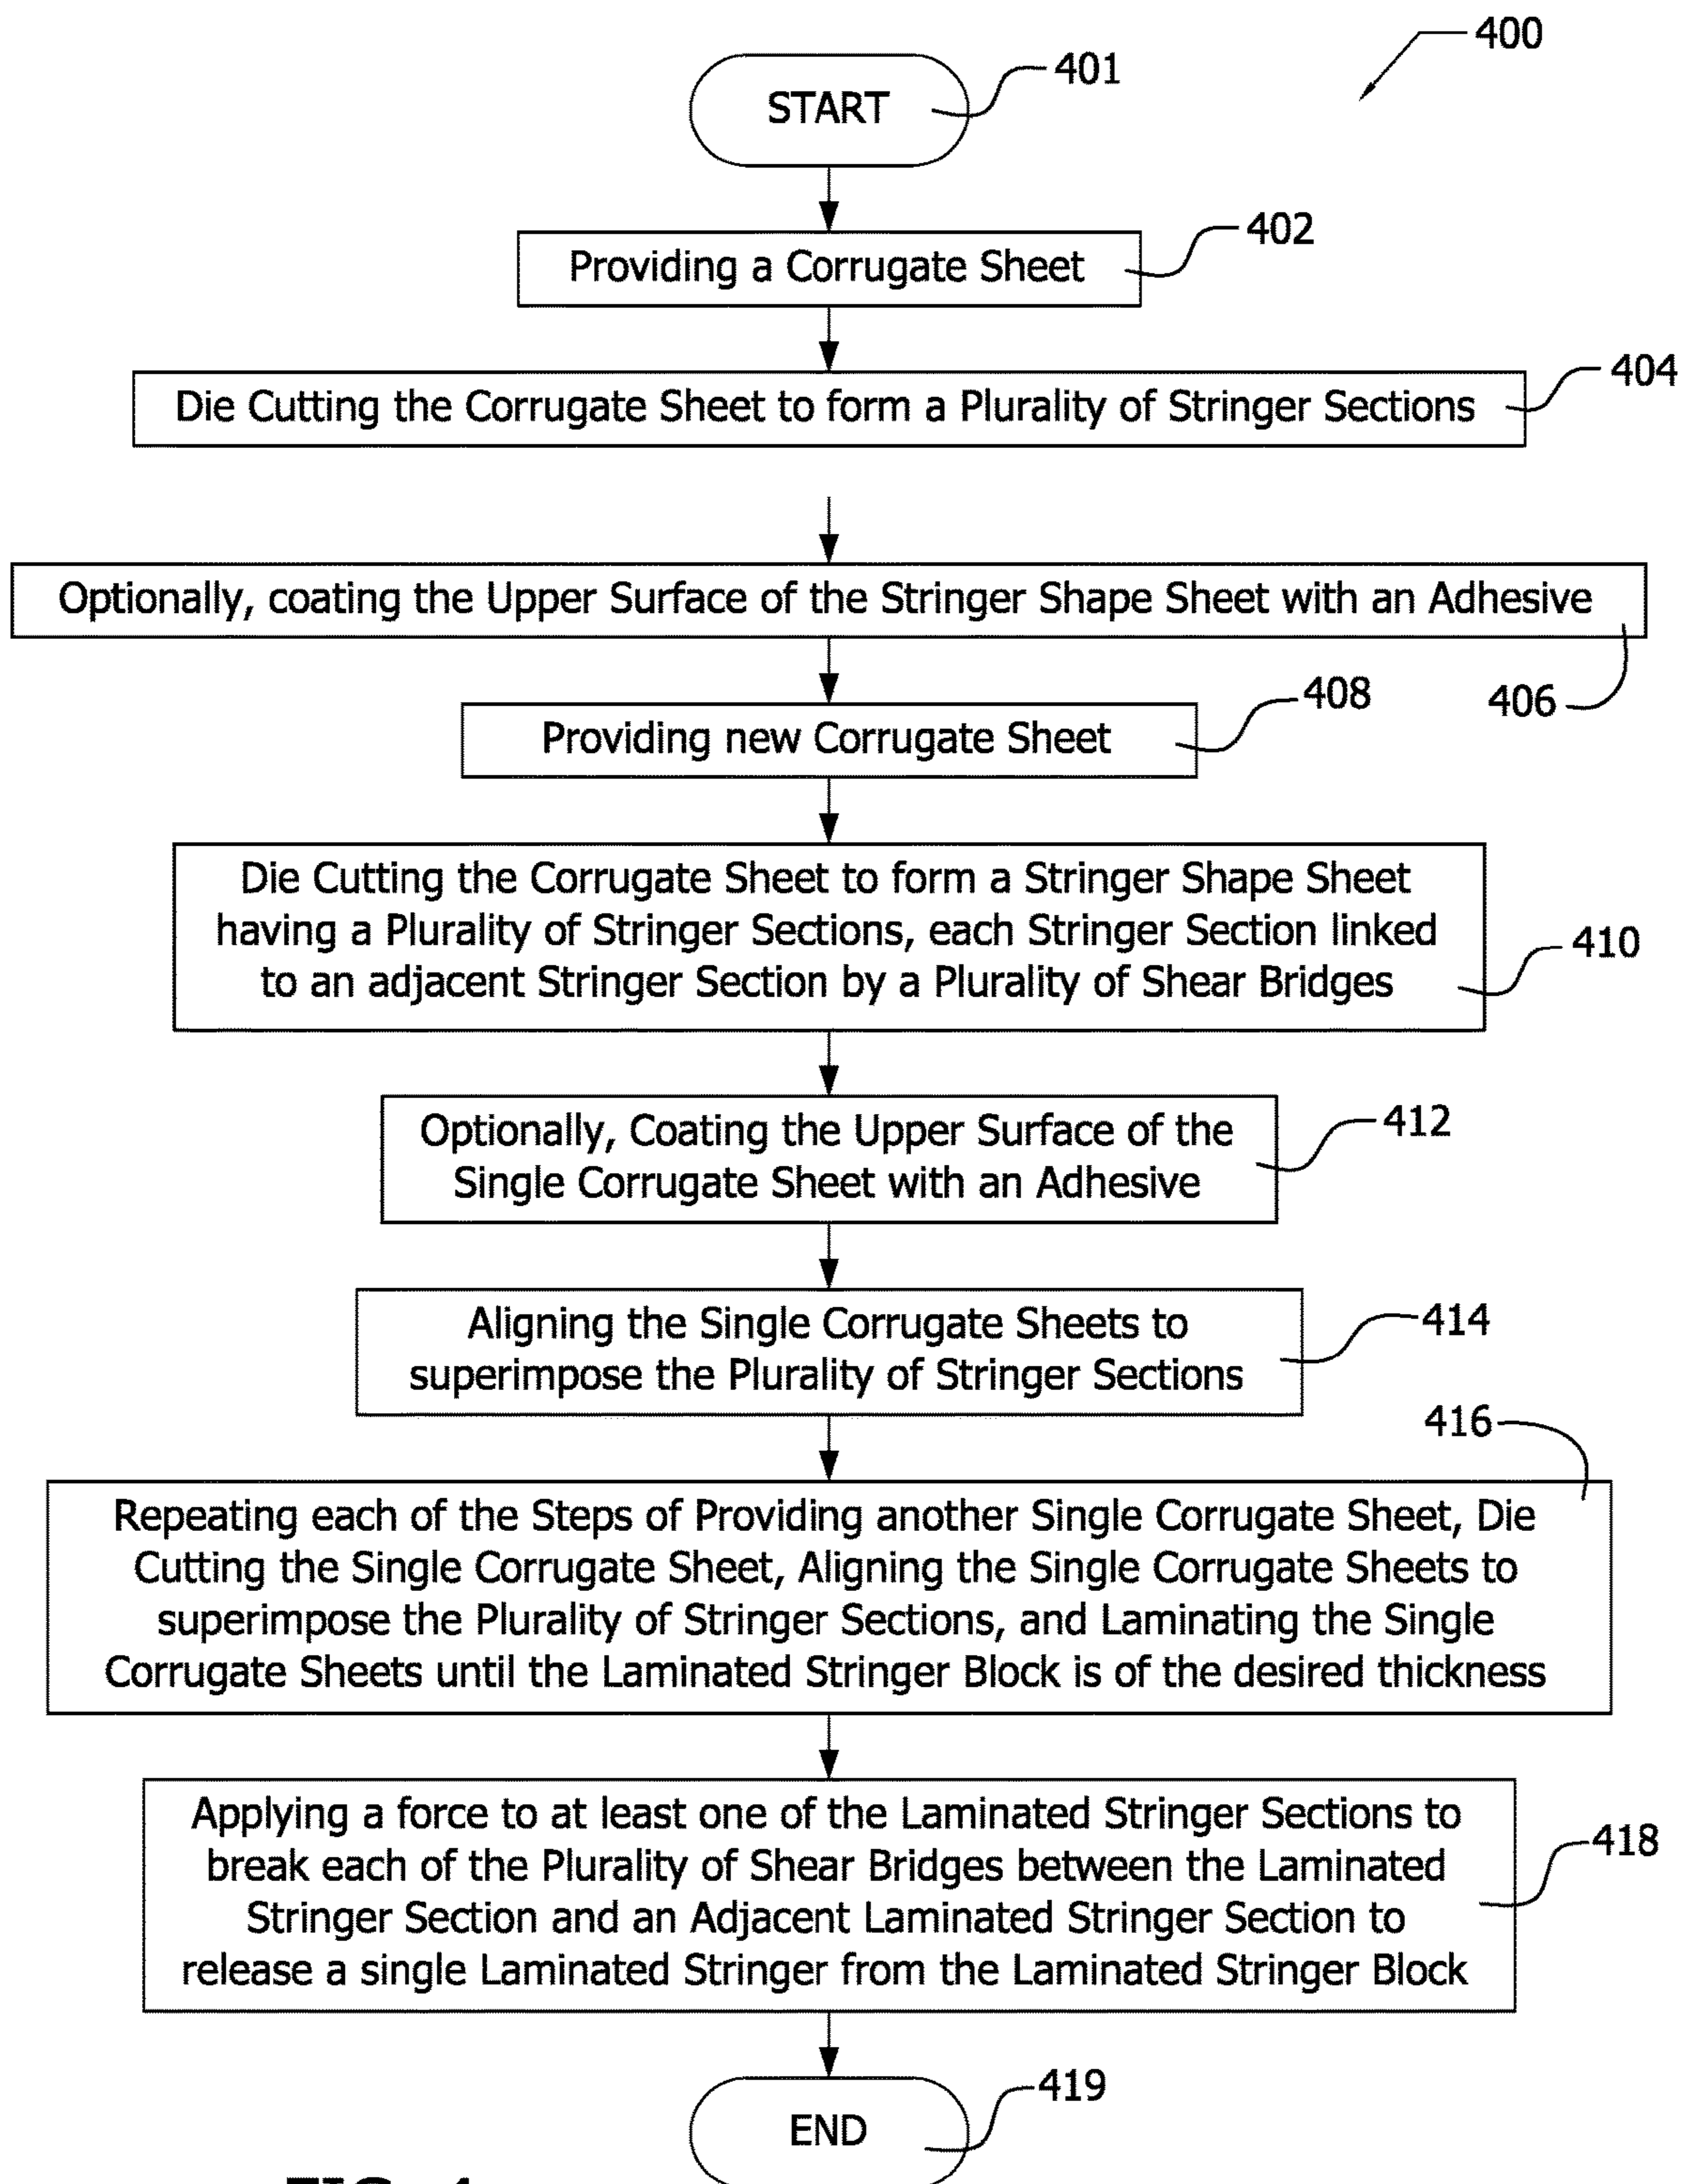 400
START
401
Providing a Corrugate Sheet
402
Die Cutting the Corrugate Sheet to form a Plurality of Stringer Sections
404
Optionally, coating the Upper Surface of the Stringer Shape Sheet with an Adhesive
406
Providing new Corrugate Sheet
408
Die Cutting the Corrugate Sheet to form a Stringer Shape Sheet
having a Plurality of Stringer Sections, each Stringer Section linked
to an adjacent Stringer Section by a Plurality of Shear Bridges
410
Optionally, Coating the Upper Surface of the
Single Corrugate Sheet with an Adhesive
412
Aligning the Single Corrugate Sheets to
superimpose the Plurality of Stringer Sections
414
416
Repeating each of the Steps of Providing another Single Corrugate Sheet, Die
Cutting the Single Corrugate Sheet, Aligning the Single Corrugate Sheets to
superimpose the Plurality of Stringer Sections, and Laminating the Single
Corrugate Sheets until the Laminated Stringer Block is of the desired thickness
Applying a force to at least one of the Laminated Stringer Sections to
break each of the Plurality of Shear Bridges between the Laminated
Stringer Section and an Adjacent Laminated Stringer Section to
release a single Laminated Stringer from the Laminated Stringer Block
418
END
419